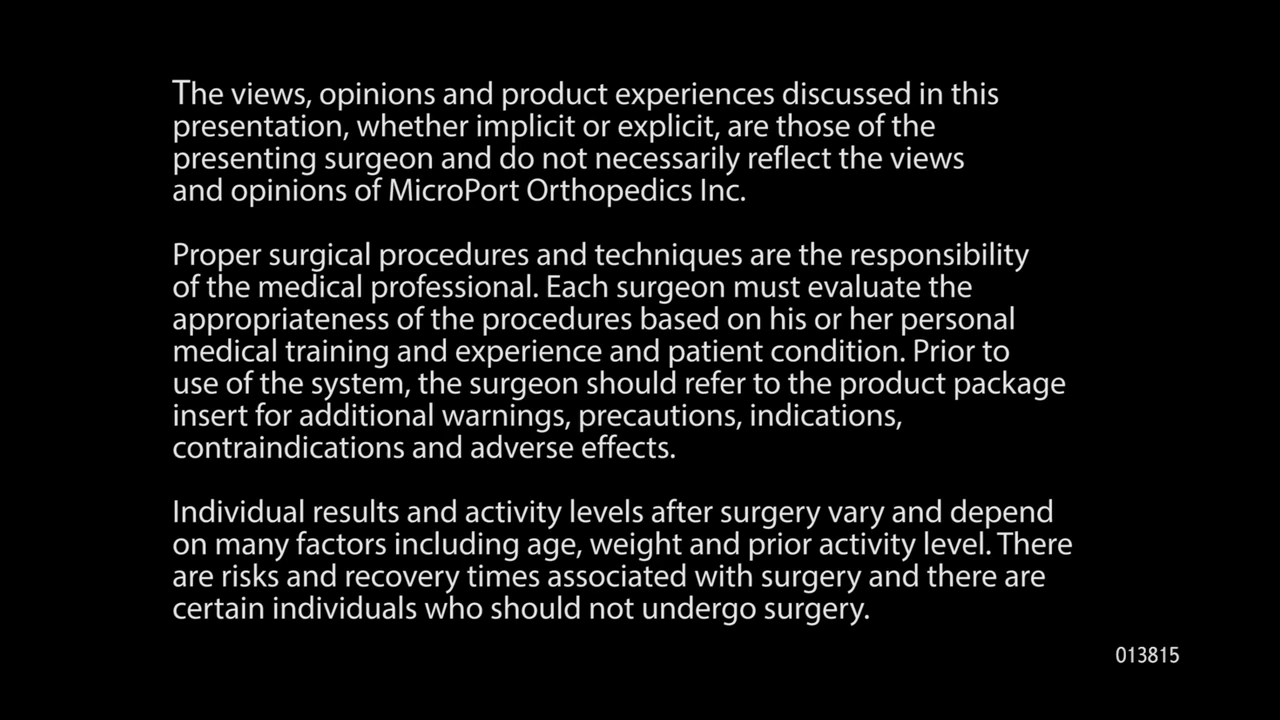 The views, opinions and product experiences discussed in this
presentation, whether implicit or explicit, are those of the
presenting surgeon and do not necessarily reflect the views
and opinions of MicroPort Orthopedics Inc.
Proper surgical procedures and techniques are the responsibility
of the medical professional. Each surgeon must evaluate the
appropriateness of the procedures based on his or her personal
medical training and experience and patient condition. Prior to
use of the system, the surgeon should refer to the product package
insert for additional warnings, precautions, indications,
contraindications and adverse effects.
Individual results and activity levels after surgery vary and depend
on many factors including age, weight and prior activity level. There
are risks and recovery times associated with surgery and there are
certain individuals who should not undergo surgery.
013815